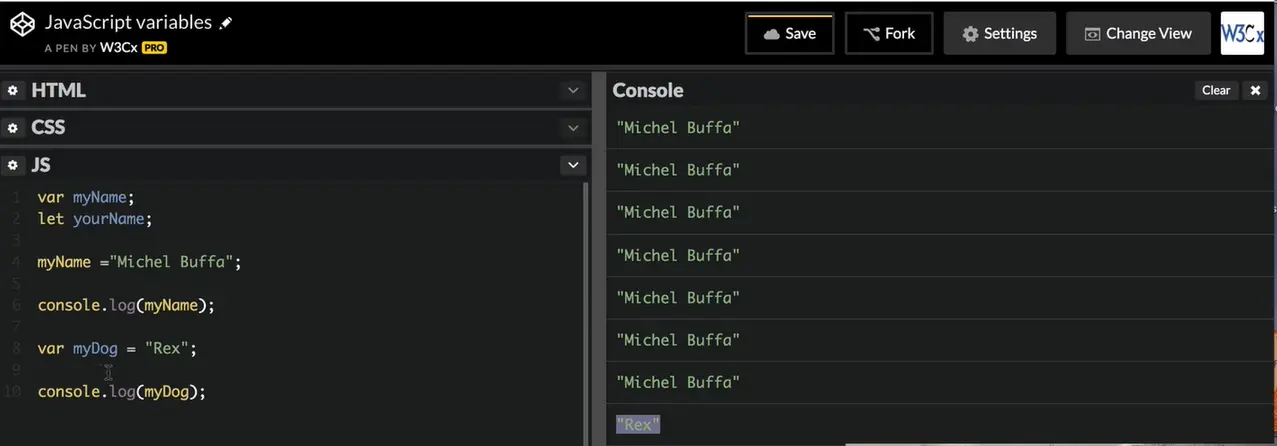 JavaScript variables
A PEN BY W3Cx PRO
Save
Fork
Settings
Change View
W3Cx
HTML
CSS
JS
1 var myName;
2 let yourName;
3
4 myName ="Michel Buffa";
5
6 console.log(myName);
7
8 var myDog = "Rex";
9
10 console.log(myDog);
Console
Clear
"Michel Buffa"
"Michel Buffa"
"Michel Buffa"
"Michel Buffa"
"Michel Buffa"
"Michel Buffa"
"Michel Buffa"
"Rex"